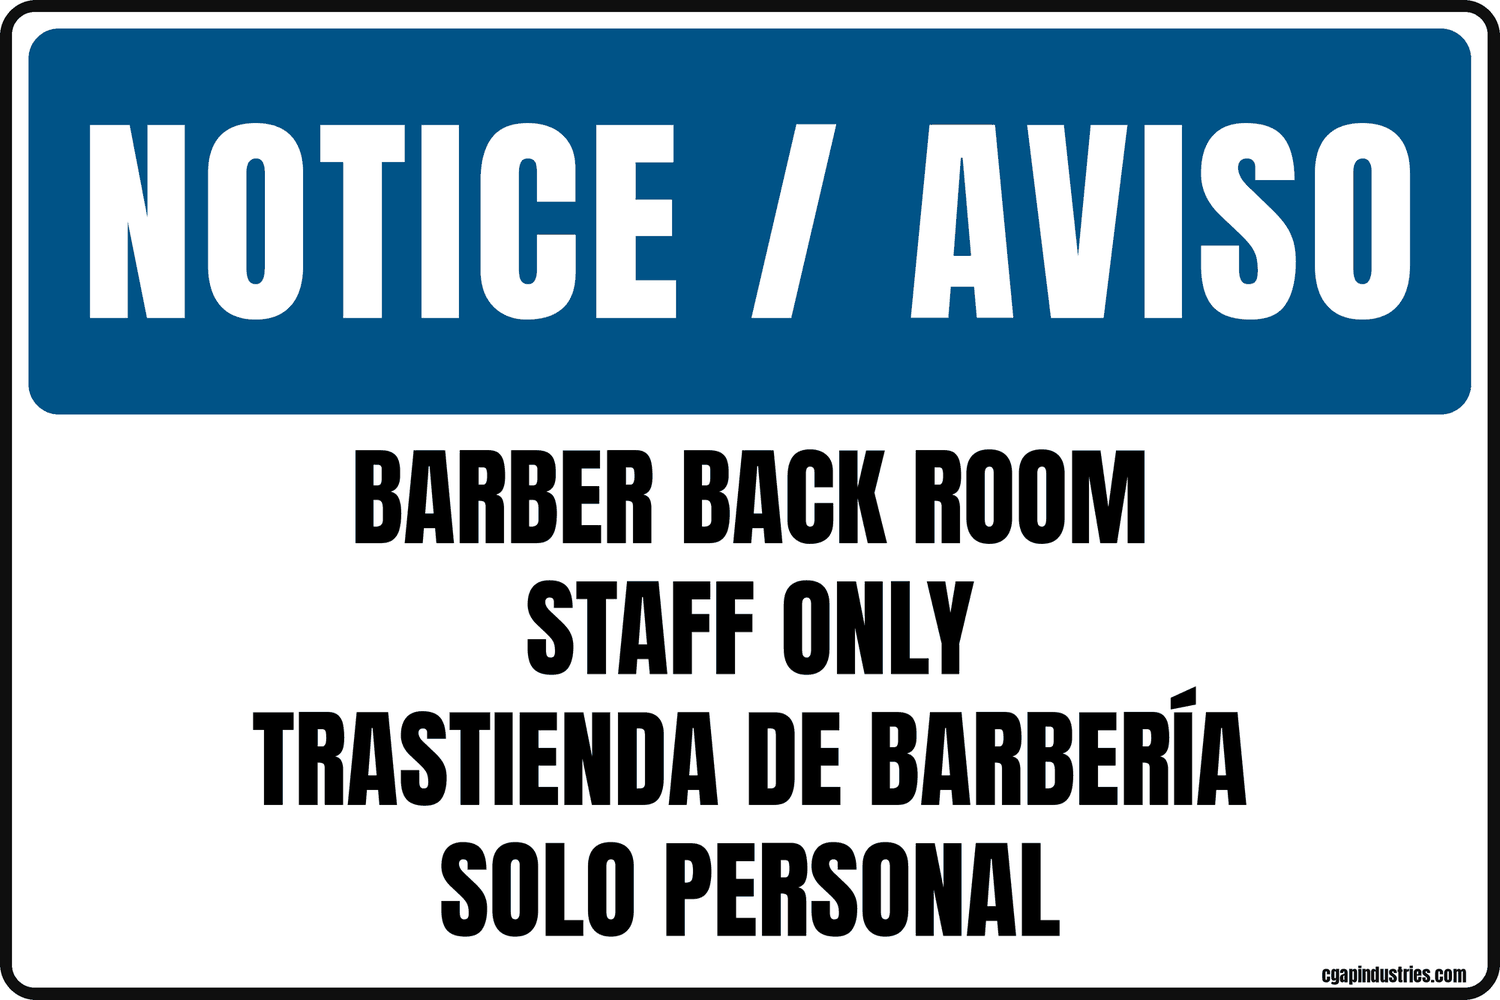 NOTICE / AVISO
BARBER BACK ROOM
STAFF ONLY
TRASTIENDA DE BARBERÍA
SOLO PERSONAL
cgapindustries.com